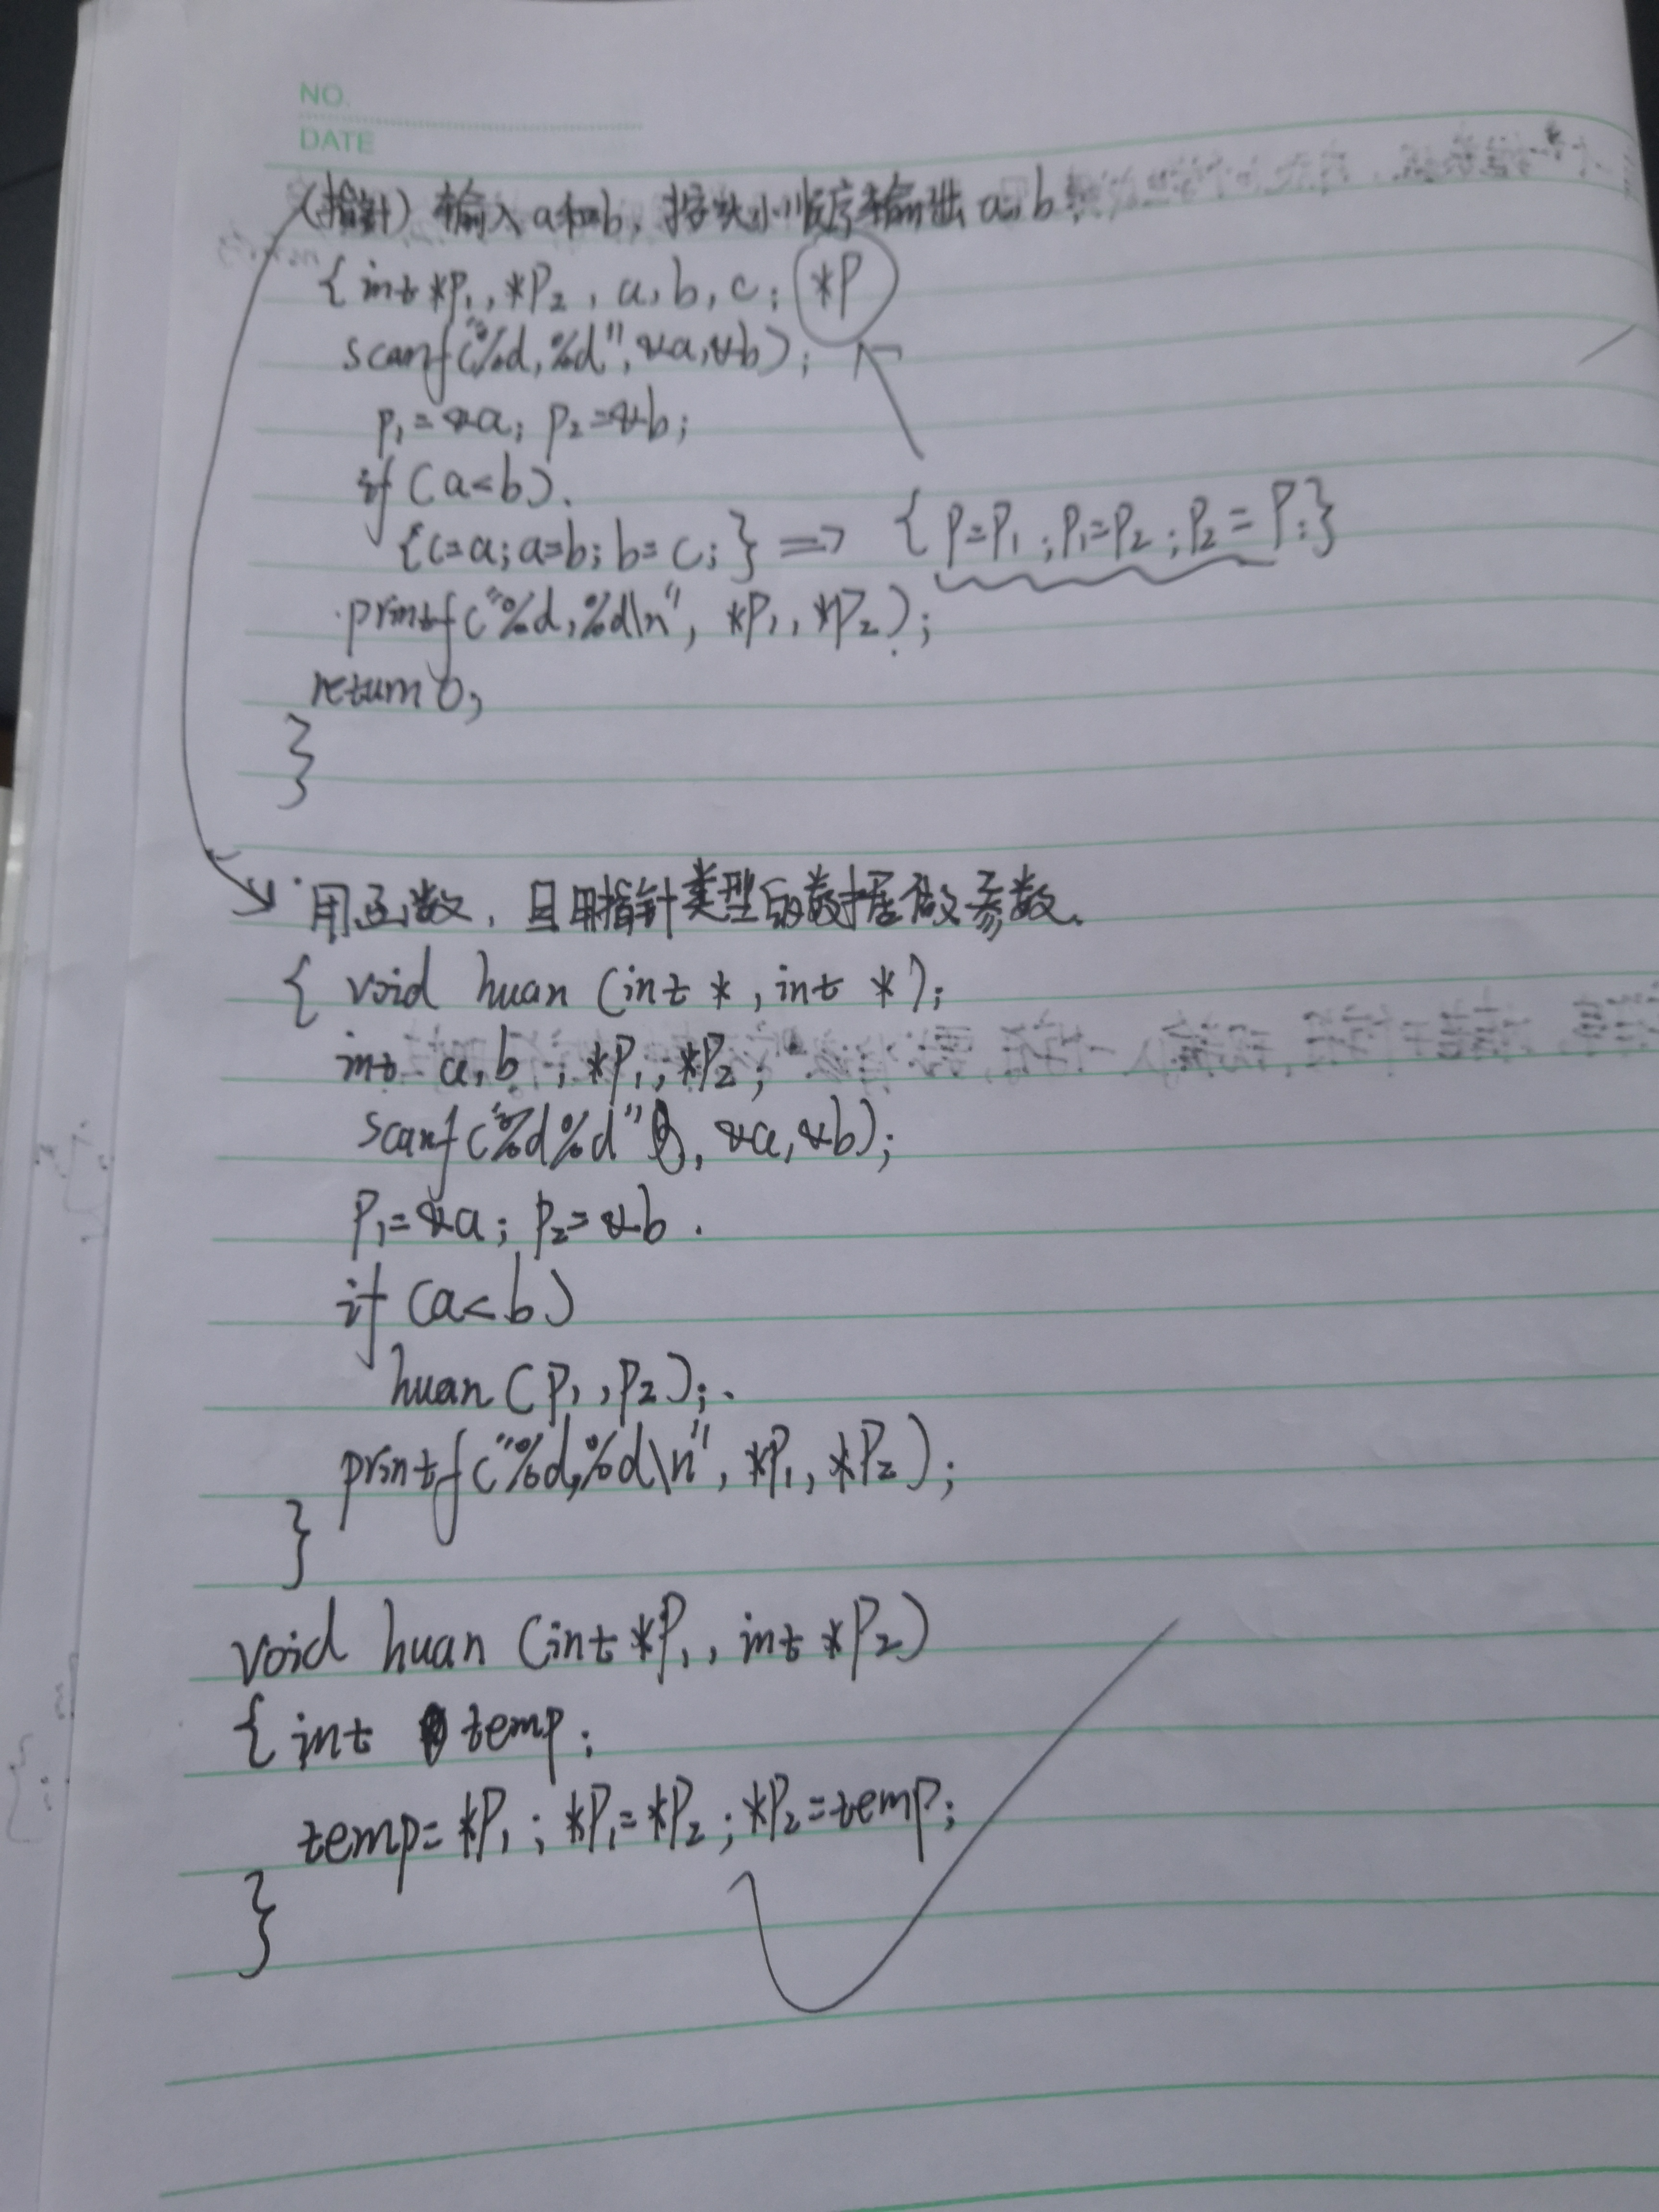 NO.
DATE
(指针) 输入a和b, 按大小顺序输出a,b.
{int *P1, *P2, a, b, c; *P
scanf("%d,%d",&a,&b);
P1=&a; P2=&b;
if (a<b).
{c=a;a=b;b=c;} => {P=P1;P1=P2;P2=P;}
printf("%d,%d\n", *P1, *P2);
return 0;
}
用函数, 且用指针类型的数据做参数.
{ void huan (int *, int *);
int a,b, *P1, *P2;
scanf("%d%d", &a,&b);
P1=&a; P2=&b.
if (a<b)
huan (P1,P2);
printf("%d,%d\n", *P1, *P2);
}
void huan (int *P1, int *P2)
{ int temp;
temp=*P1; *P1=*P2; *P2=temp;
}